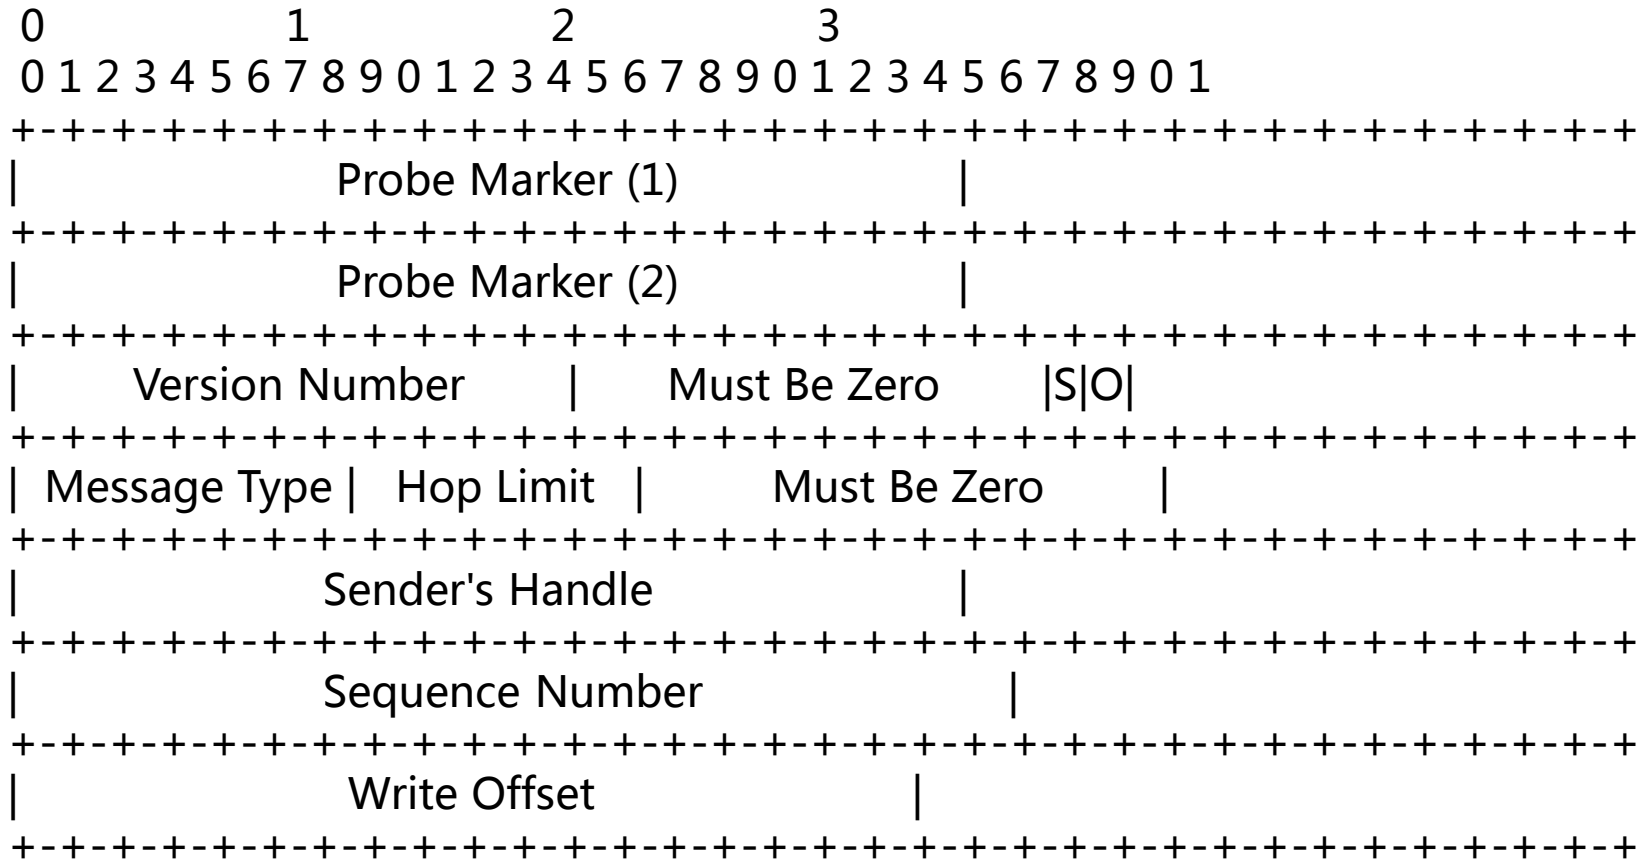 0 1 2 3
0 1 2 3 4 5 6 7 8 9 0 1 2 3 4 5 6 7 8 9 0 1 2 3 4 5 6 7 8 9 0 1
+-+-+-+-+-+-+-+-+-+-+-+-+-+-+-+-+-+-+-+-+-+-+-+-+-+-+-+-+-+-+-+-+
| Probe Marker (1) |
+-+-+-+-+-+-+-+-+-+-+-+-+-+-+-+-+-+-+-+-+-+-+-+-+-+-+-+-+-+-+-+-+
| Probe Marker (2) |
+-+-+-+-+-+-+-+-+-+-+-+-+-+-+-+-+-+-+-+-+-+-+-+-+-+-+-+-+-+-+-+-+
| Version Number | Must Be Zero |S|O|
+-+-+-+-+-+-+-+-+-+-+-+-+-+-+-+-+-+-+-+-+-+-+-+-+-+-+-+-+-+-+-+-+
| Message Type | Hop Limit | Must Be Zero |
+-+-+-+-+-+-+-+-+-+-+-+-+-+-+-+-+-+-+-+-+-+-+-+-+-+-+-+-+-+-+-+-+
| Sender's Handle |
+-+-+-+-+-+-+-+-+-+-+-+-+-+-+-+-+-+-+-+-+-+-+-+-+-+-+-+-+-+-+-+-+
| Sequence Number |
+-+-+-+-+-+-+-+-+-+-+-+-+-+-+-+-+-+-+-+-+-+-+-+-+-+-+-+-+-+-+-+-+
| Write Offset |
+-+-+-+-+-+-+-+-+-+-+-+-+-+-+-+-+-+-+-+-+-+-+-+-+-+-+-+-+-+-+-+-+